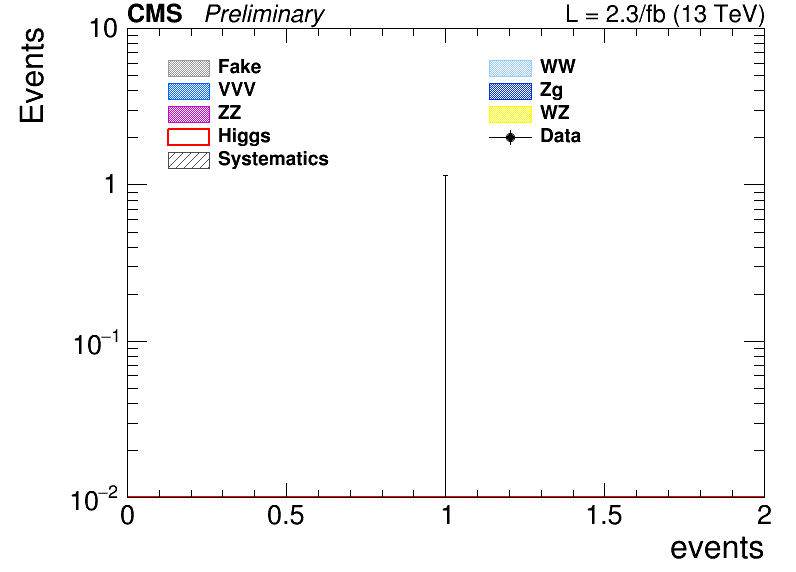 CMS Preliminary L = 2.3/fb (13 TeV)
Events
10
1
10⁻¹
10⁻²
Fake
VVV
ZZ
Higgs
Systematics
WW
Zg
WZ
Data
0 0.5 1 1.5 2
events